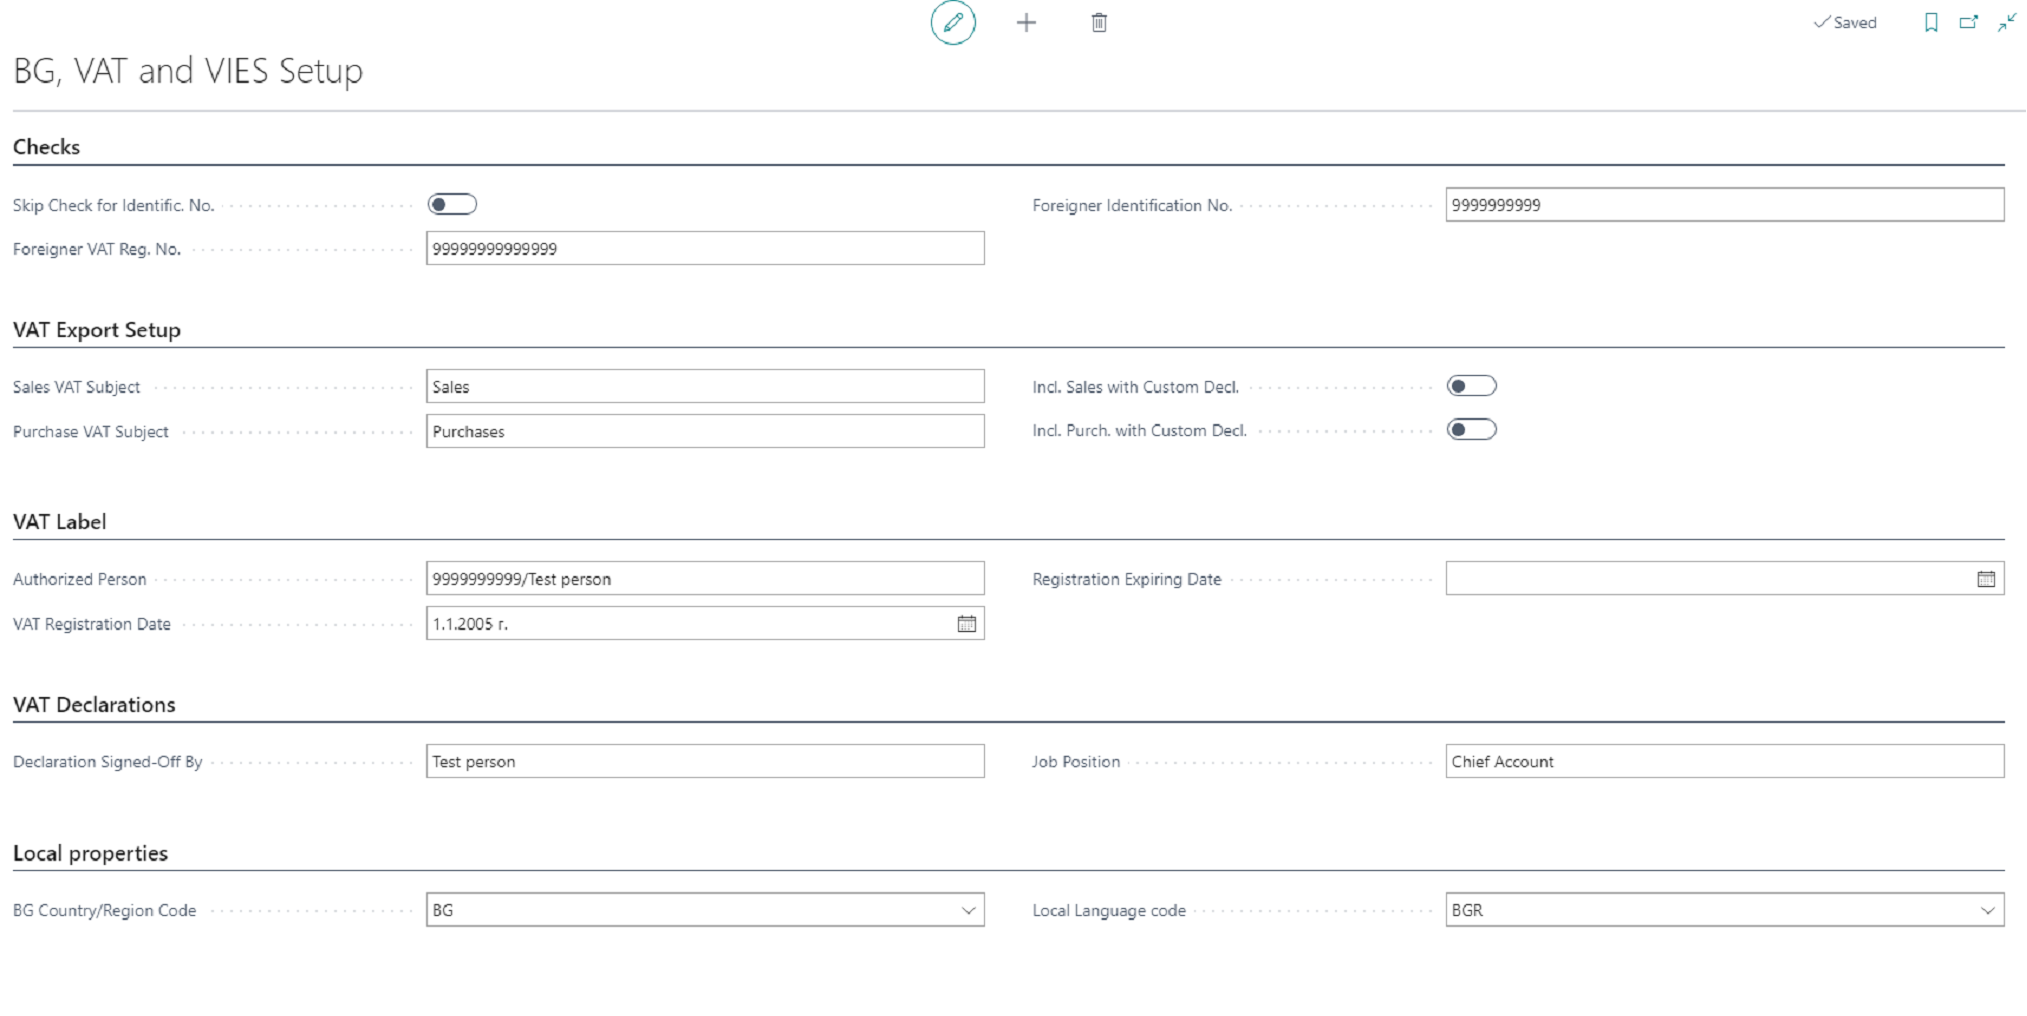 Saved
BG, VAT and VIES Setup
Checks
Skip Check for Identific. No.
Foreigner Identification No. 9999999999
Foreigner VAT Reg. No. 99999999999999
VAT Export Setup
Sales VAT Subject Sales
Incl. Sales with Custom Decl.
Purchase VAT Subject Purchases
Incl. Purch. with Custom Decl.
VAT Label
Authorized Person 9999999999/Test person
Registration Expiring Date
VAT Registration Date 1.1.2005 г.
VAT Declarations
Declaration Signed-Off By Test person
Job Position Chief Account
Local properties
BG Country/Region Code BG
Local Language code BGR